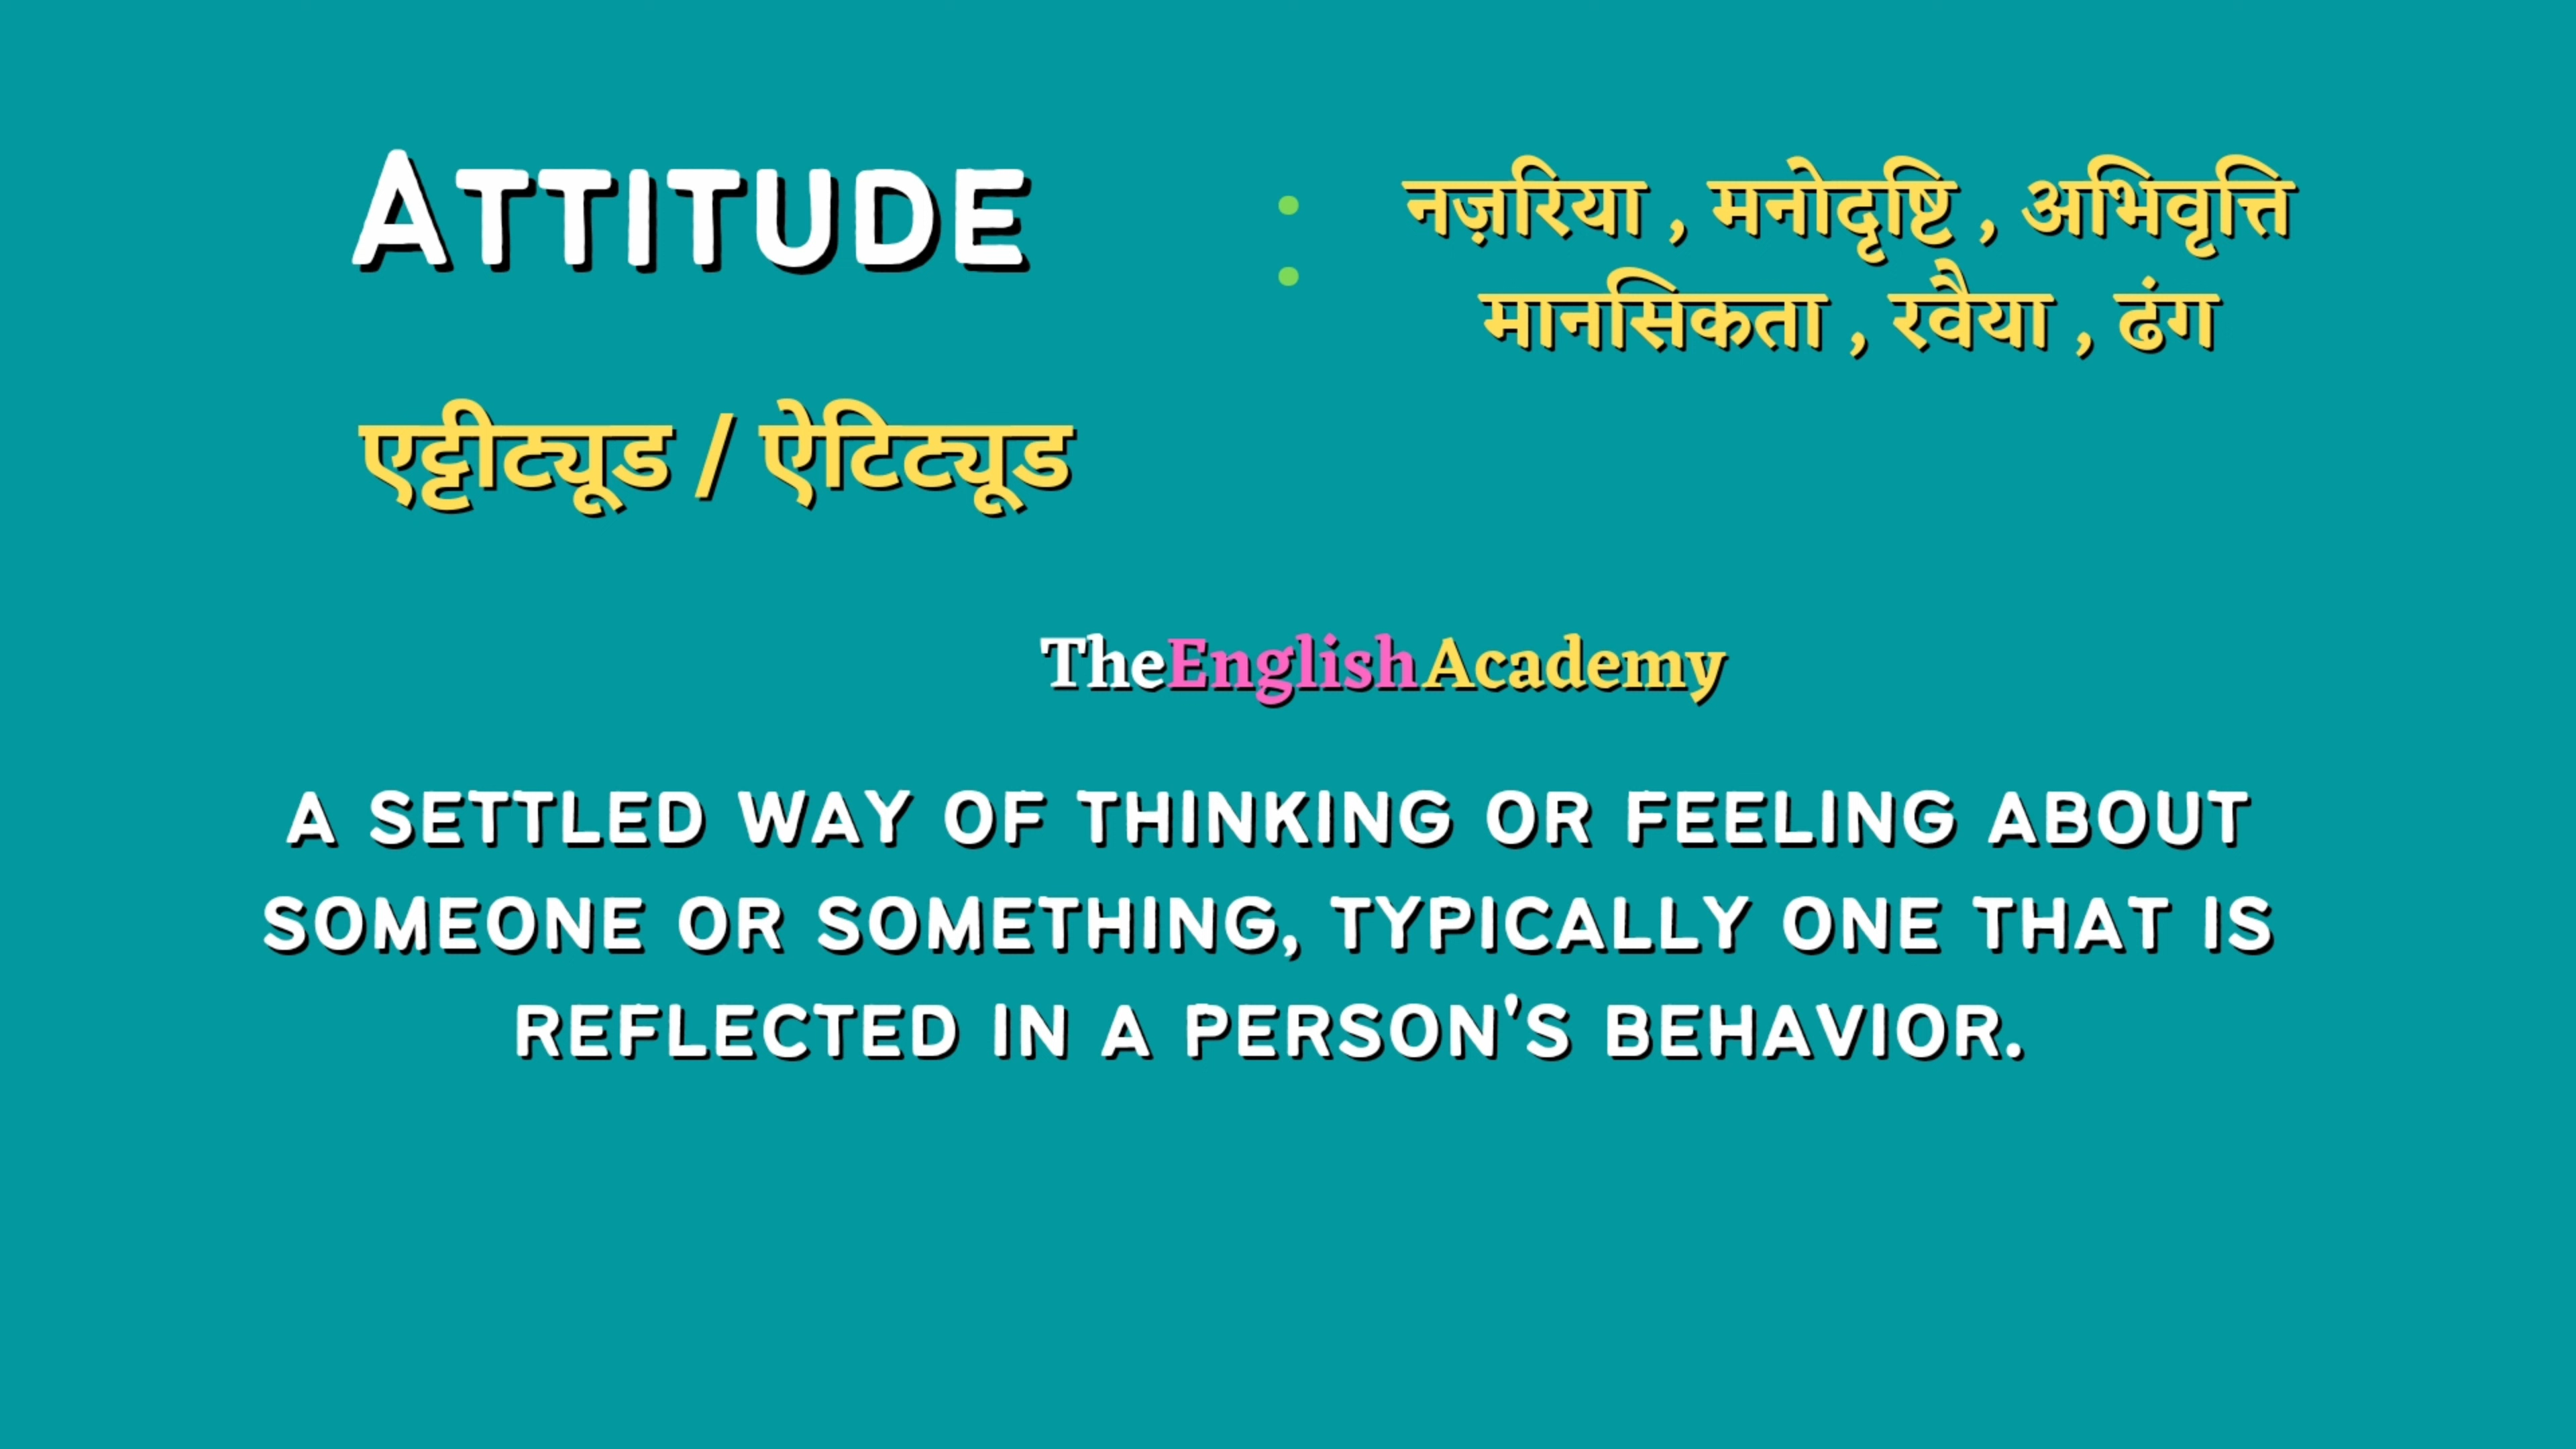 Attitude :
नज़रिया , मनोदृष्टि , अभिवृत्ति
मानसिकता , रवैया , ढंग
एट्टीट्यूड / ऐटिट्यूड
TheEnglishAcademy
A SETTLED WAY OF THINKING OR FEELING ABOUT
SOMEONE OR SOMETHING, TYPICALLY ONE THAT IS
REFLECTED IN A PERSON'S BEHAVIOR.